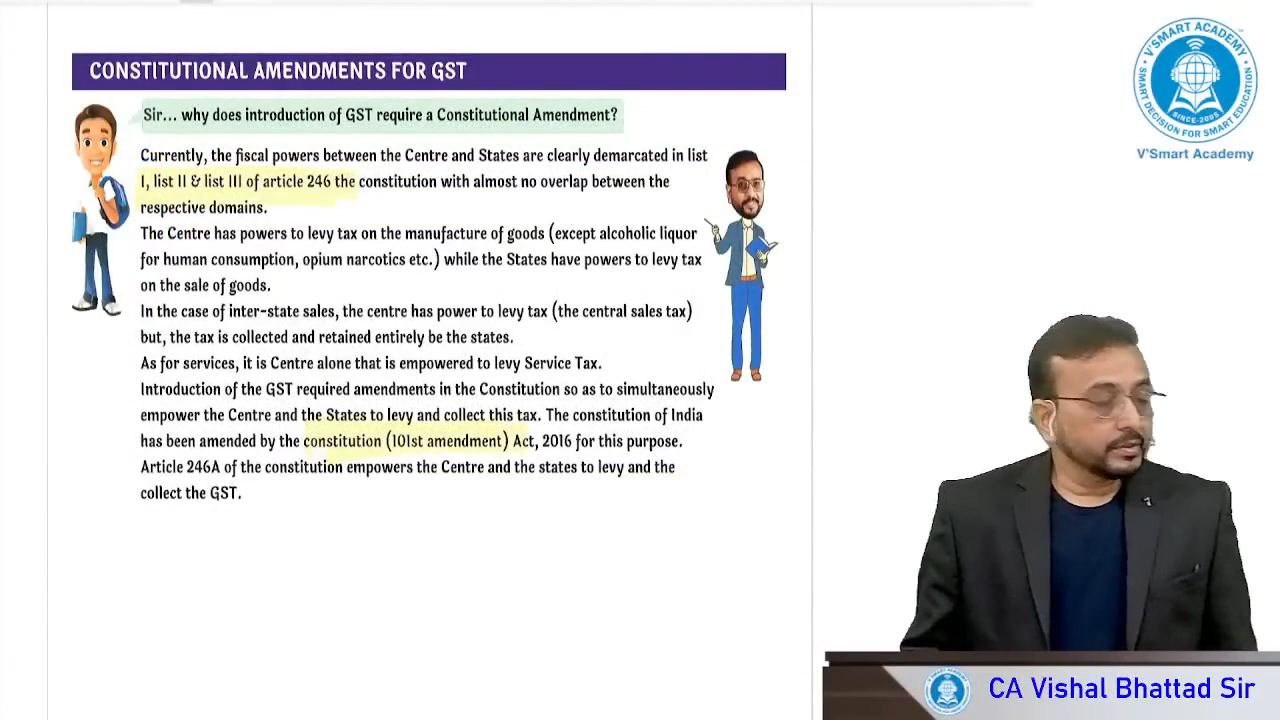 CONSTITUTIONAL AMENDMENTS FOR GST
Sir... why does introduction of GST require a Constitutional Amendment?
Currently, the fiscal powers between the Centre and States are clearly demarcated in list
I, list II & list III of article 246 the constitution with almost no overlap between the
respective domains.
The Centre has powers to levy tax on the manufacture of goods (except alcoholic liquor
for human consumption, opium narcotics etc.) while the States have powers to levy tax
on the sale of goods.
In the case of inter-state sales, the centre has power to levy tax (the central sales tax)
but, the tax is collected and retained entirely be the states.
As for services, it is Centre alone that is empowered to levy Service Tax.
Introduction of the GST required amendments in the Constitution so as to simultaneously
empower the Centre and the States to levy and collect this tax. The constitution of India
has been amended by the constitution (101st amendment) Act, 2016 for this purpose.
Article 246A of the constitution empowers the Centre and the states to levy and the
collect the GST.
V'SMART ACADEMY
SMART DECISION FOR SMART EDUCATION
SINCE-2005
V'Smart Academy
CA Vishal Bhattad Sir